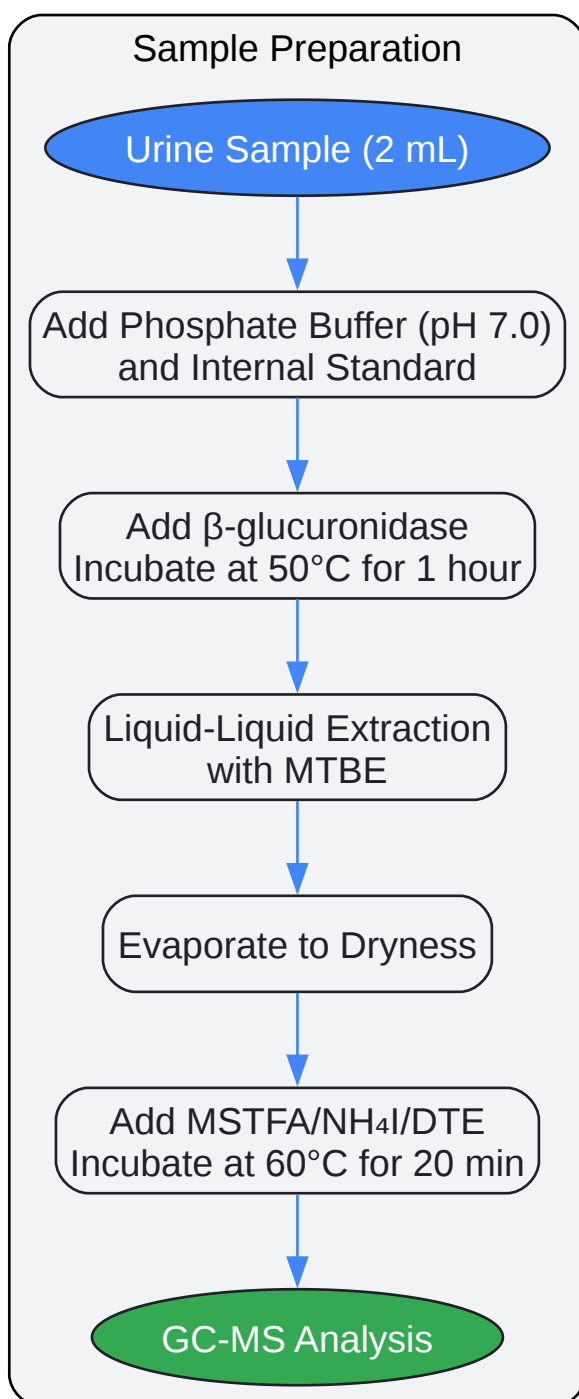 Sample Preparation
Urine Sample (2 mL)
Add Phosphate Buffer (pH 7.0)
and Internal Standard
Add β-glucuronidase
Incubate at 50°C for 1 hour
Liquid-Liquid Extraction
with MTBE
Evaporate to Dryness
Add MSTFA/NH₄I/DTE
Incubate at 60°C for 20 min
GC-MS Analysis